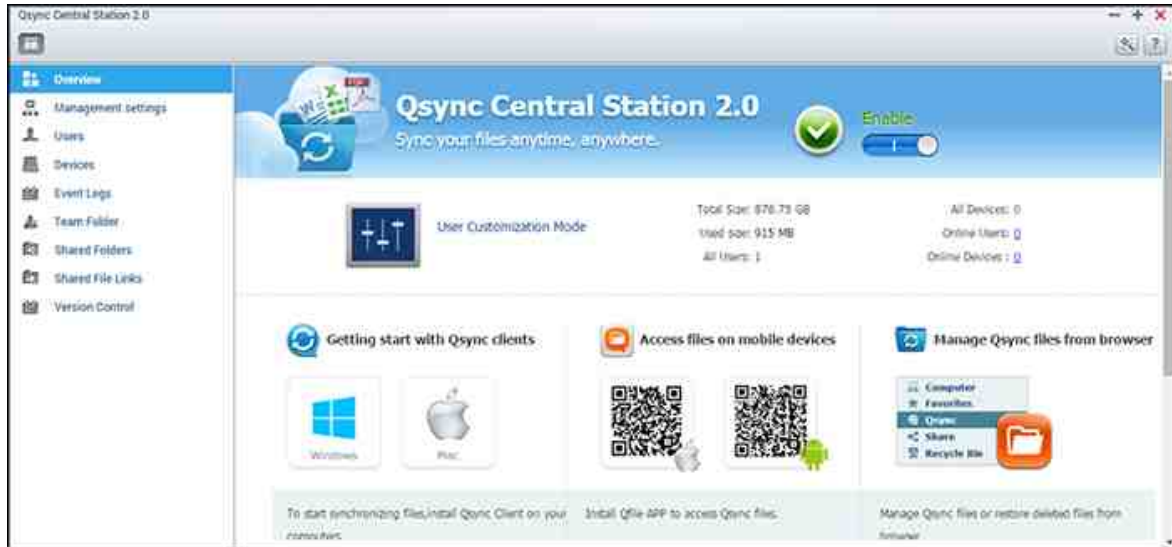 Qsync Central Station 2.0
Overview
Management settings
Users
Devices
Event Logs
Team Folder
Shared Folders
Shared File Links
Version Control
Qsync Central Station 2.0
Sync your files anytime, anywhere.
Enable
User Customization Mode
Total Size: 878.75 GB
Used size: 915 MB
All Users: 1
All Devices: 0
Online Users: 0
Online Devices : 0
Getting start with Qsync clients
Windows
Mac
To start synchronizing files,install Qsync Client on your
computers.
Access files on mobile devices
Install Qfile APP to access Qsync files.
Manage Qsync files from browser
Computer
Favorites
Qsync
Share
Recycle Bin
Manage Qsync files or restore deleted files from
browser.